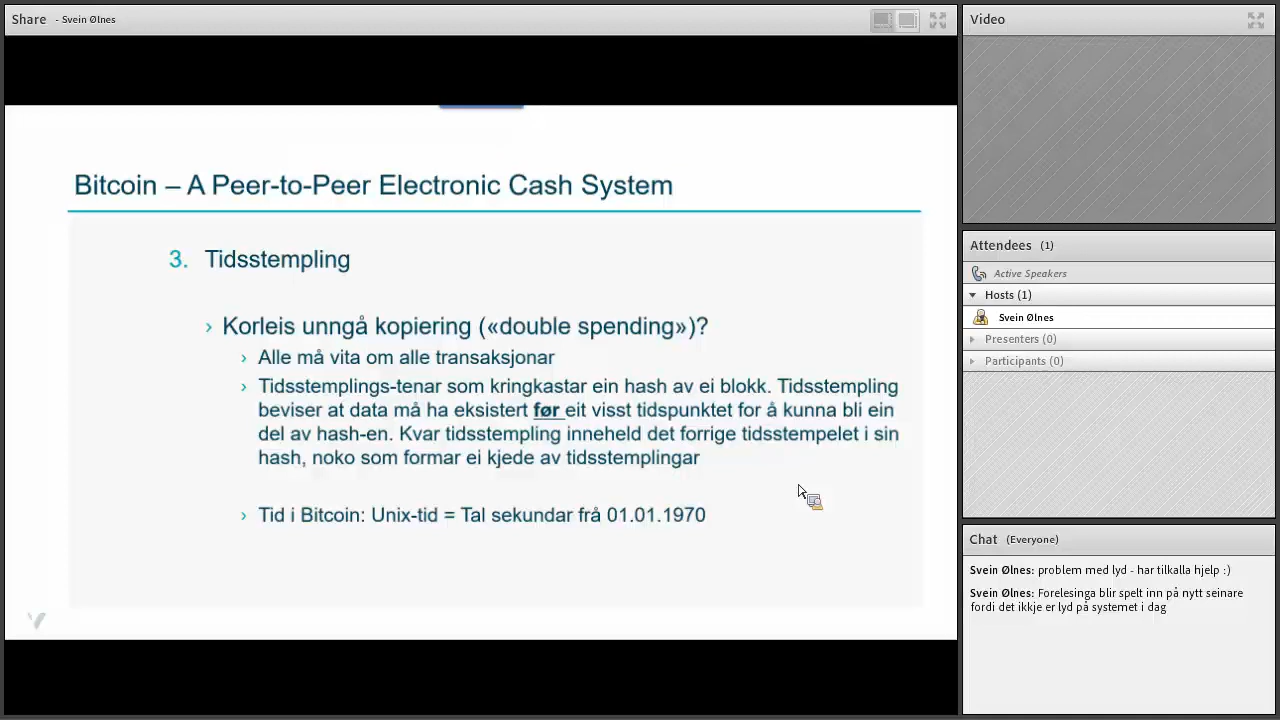 Share - Svein Ølnes
Bitcoin – A Peer-to-Peer Electronic Cash System
3. Tidsstempling
› Korleis unngå kopiering («double spending»)?
› Alle må vita om alle transaksjonar
› Tidsstemplings-tenar som kringkastar ein hash av ei blokk. Tidsstempling
beviser at data må ha eksistert før eit visst tidspunktet for å kunna bli ein
del av hash-en. Kvar tidsstempling inneheld det forrige tidsstempelet i sin
hash, noko som formar ei kjede av tidsstemplingar
› Tid i Bitcoin: Unix-tid = Tal sekundar frå 01.01.1970
Video
Attendees (1)
Active Speakers
Hosts (1)
Svein Ølnes
Presenters (0)
Participants (0)
Chat (Everyone)
Svein Ølnes: problem med lyd - har tilkalla hjelp :)
Svein Ølnes: Forelesinga blir spelt inn på nytt seinare
fordi det ikkje er lyd på systemet i dag